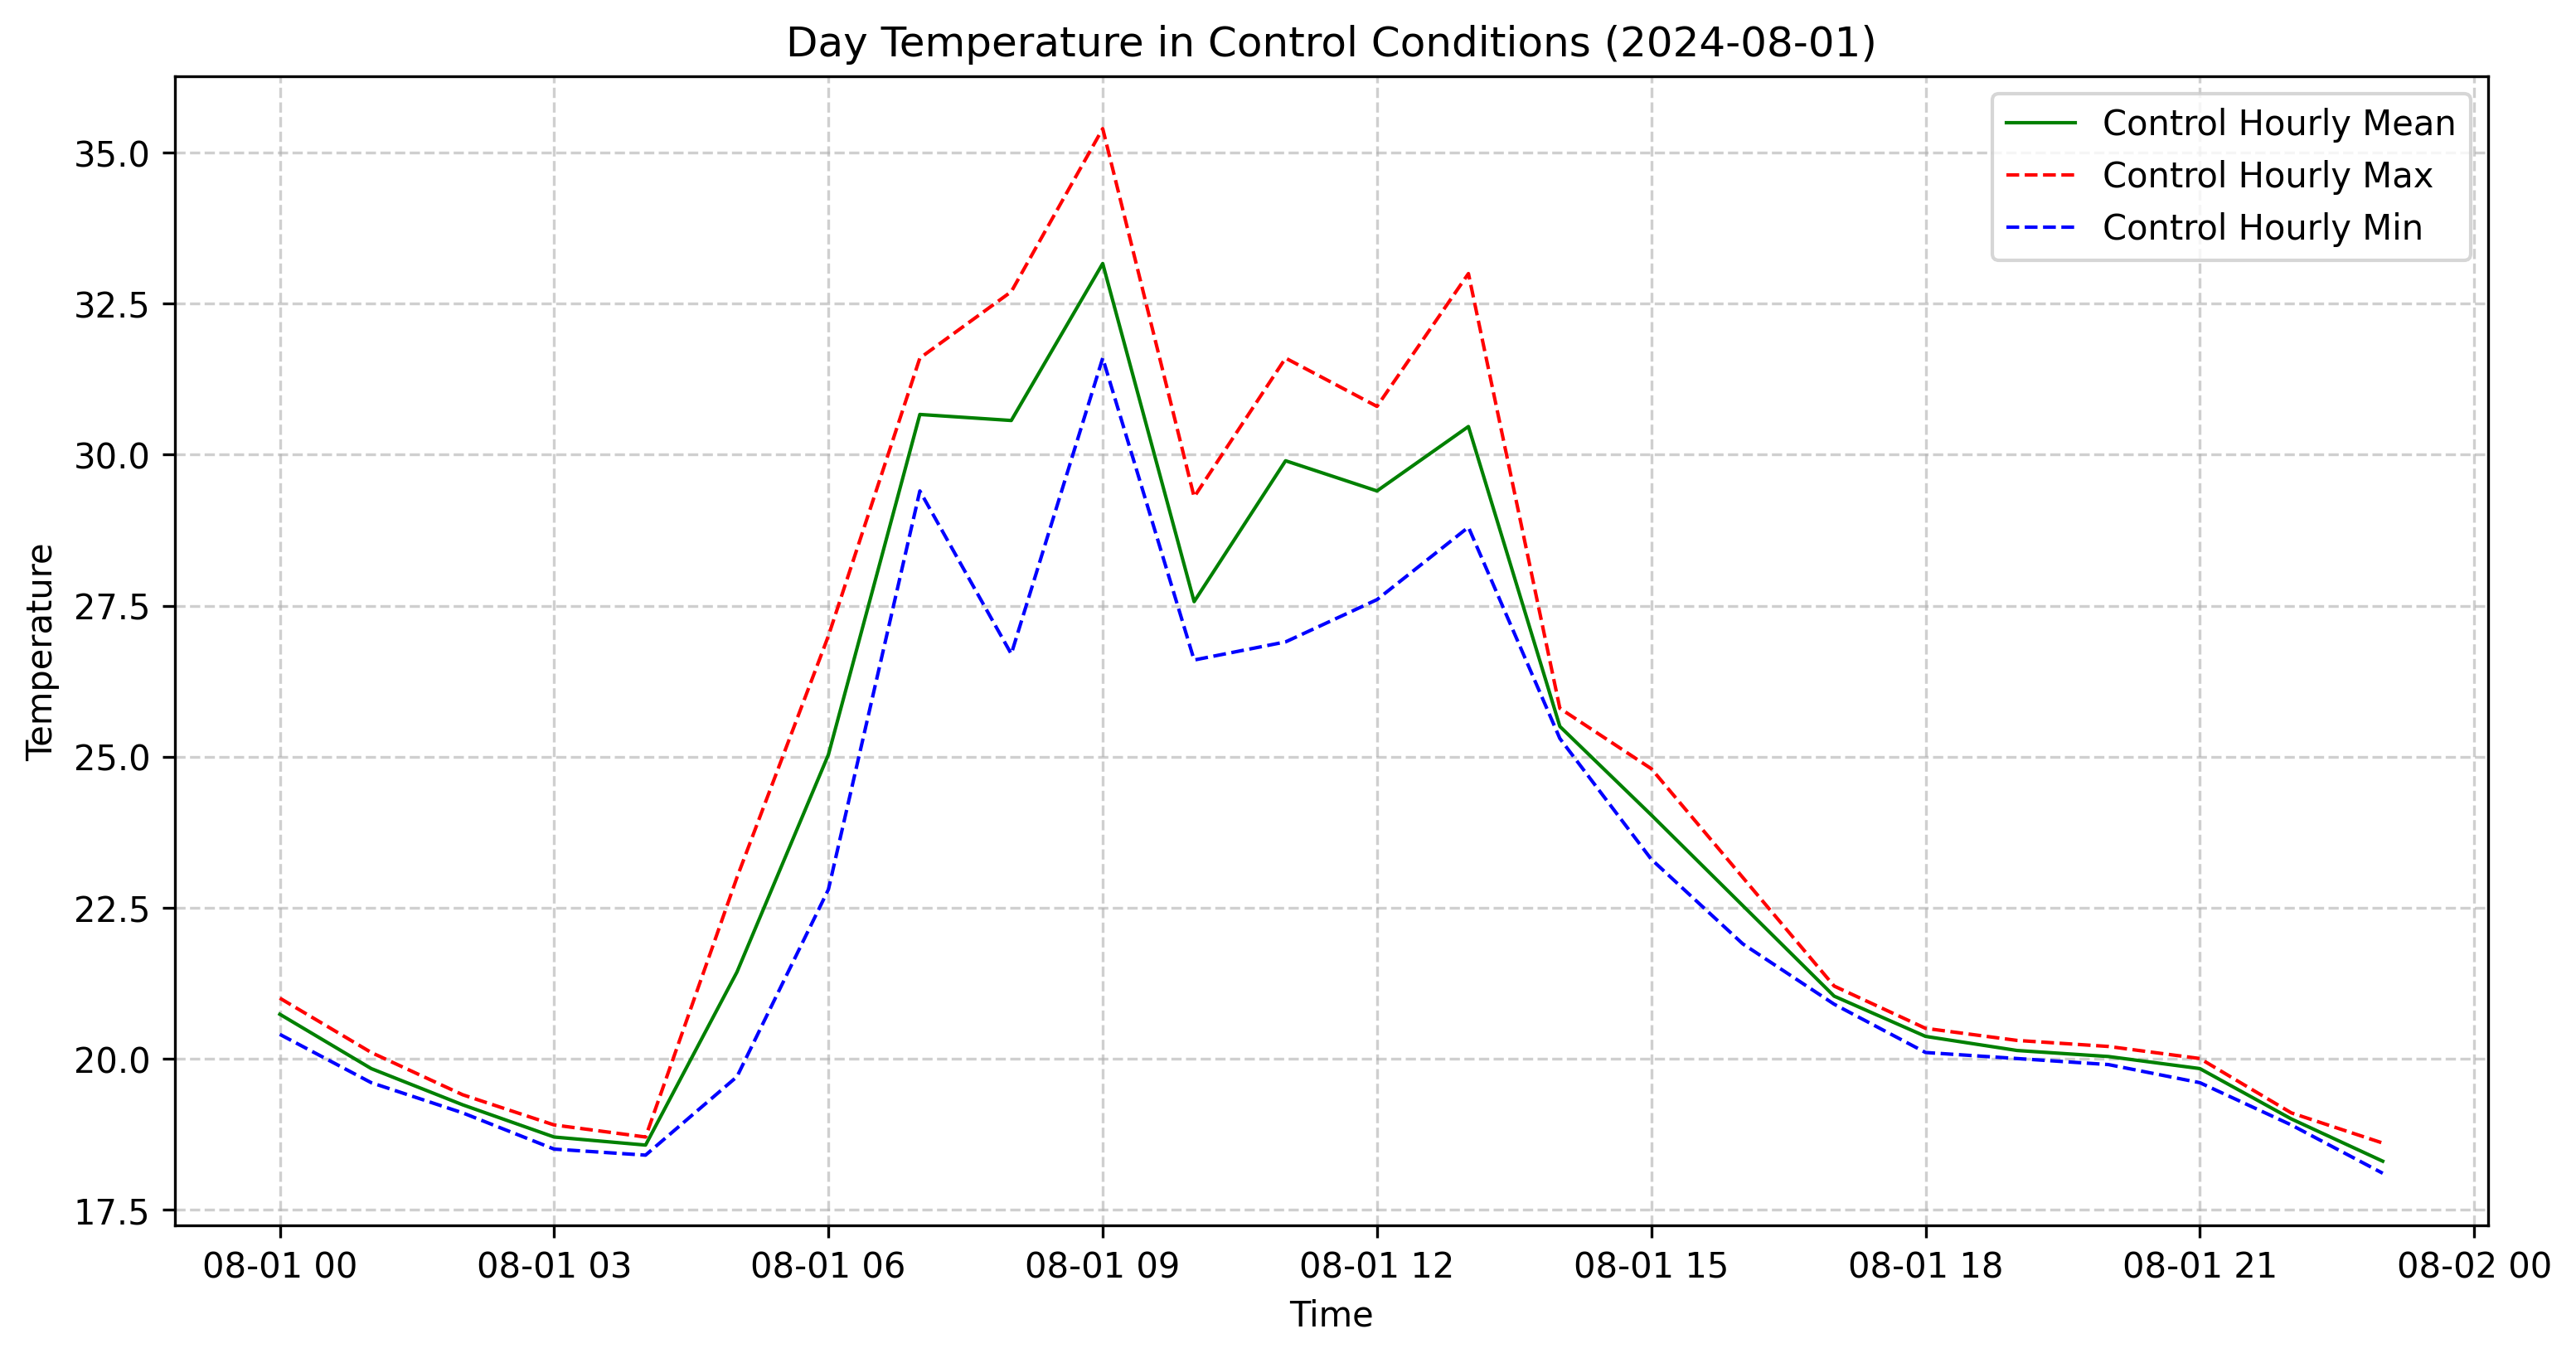 Day Temperature in Control Conditions (2024-08-01)
Control Hourly Mean
Control Hourly Max
Control Hourly Min
35.0
32.5
30.0
27.5
25.0
22.5
20.0
17.5
Temperature
08-01 00 08-01 03 08-01 06 08-01 09 08-01 12 08-01 15 08-01 18 08-01 21 08-02 00
Time